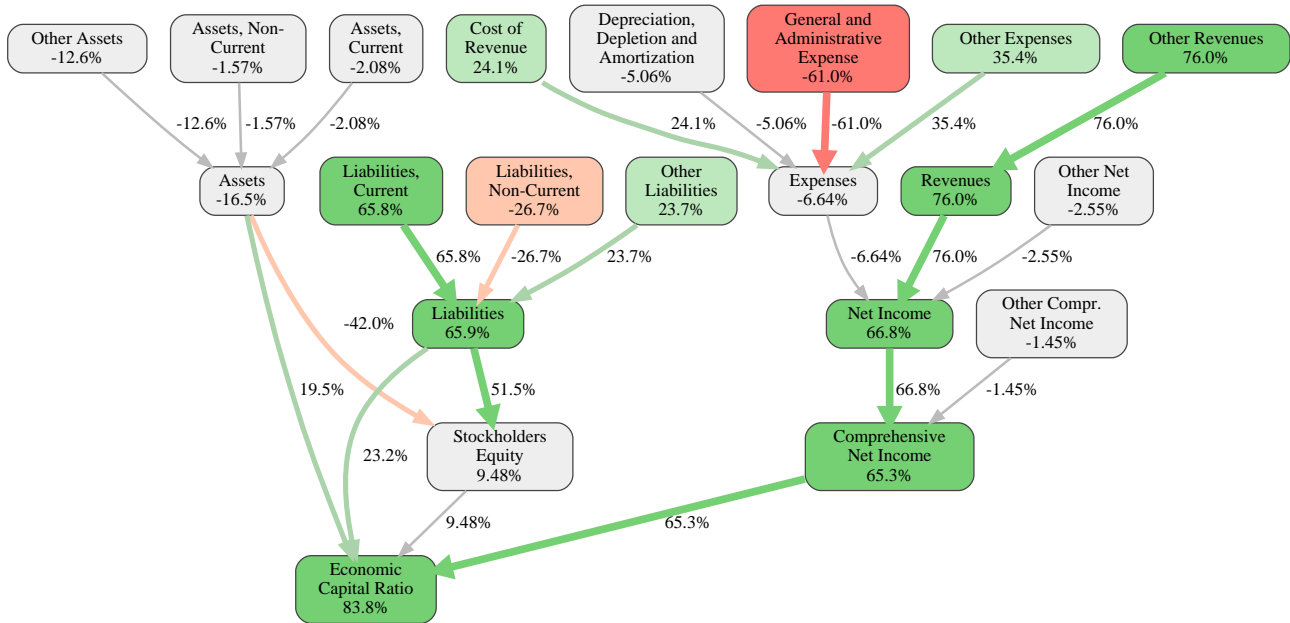 Other Assets
-12.6%
Assets, Non-
Current
-1.57%
Assets,
Current
-2.08%
Cost of
Revenue
24.1%
Depreciation,
Depletion and
Amortization
-5.06%
General and
Administrative
Expense
-61.0%
Other Expenses
35.4%
Other Revenues
76.0%
-12.6%
-1.57%
-2.08%
24.1%
-5.06%
-61.0%
35.4%
76.0%
Assets
-16.5%
Liabilities,
Current
65.8%
Liabilities,
Non-Current
-26.7%
Other
Liabilities
23.7%
Expenses
-6.64%
Revenues
76.0%
Other Net
Income
-2.55%
65.8%
-26.7%
23.7%
-6.64%
76.0%
-2.55%
Liabilities
65.9%
Net Income
66.8%
Other Compr.
Net Income
-1.45%
-42.0%
19.5%
51.5%
66.8%
-1.45%
Stockholders
Equity
9.48%
Comprehensive
Net Income
65.3%
23.2%
9.48%
65.3%
Economic
Capital Ratio
83.8%